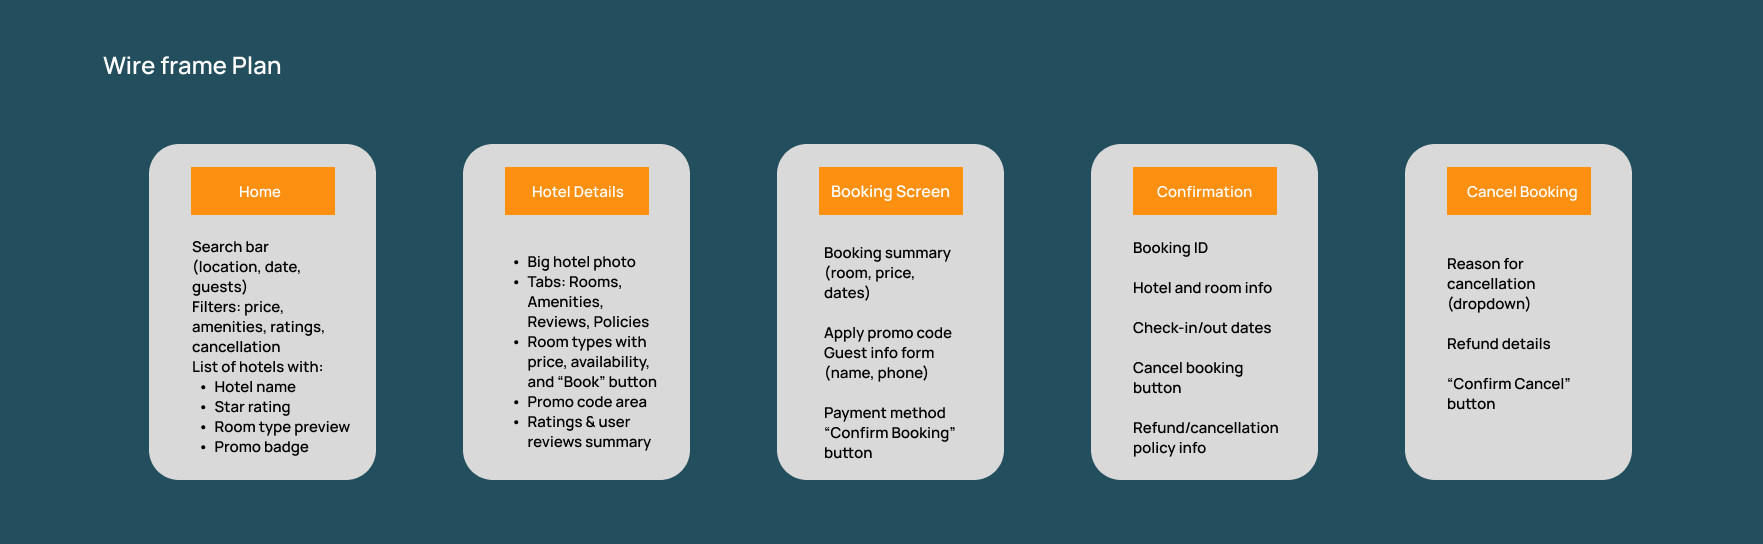 Wire frame Plan
Home
Search bar
(location, date,
guests)
Filters: price,
amenities, ratings,
cancellation
List of hotels with:
• Hotel name
• Star rating
• Room type preview
• Promo badge
Hotel Details
• Big hotel photo
• Tabs: Rooms,
Amenities,
Reviews, Policies
• Room types with
price, availability,
and “Book” button
• Promo code area
• Ratings & user
reviews summary
Booking Screen
Booking summary
(room, price,
dates)
Apply promo code
Guest info form
(name, phone)
Payment method
“Confirm Booking”
button
Confirmation
Booking ID
Hotel and room info
Check-in/out dates
Cancel booking
button
Refund/cancellation
policy info
Cancel Booking
Reason for
cancellation
(dropdown)
Refund details
“Confirm Cancel”
button